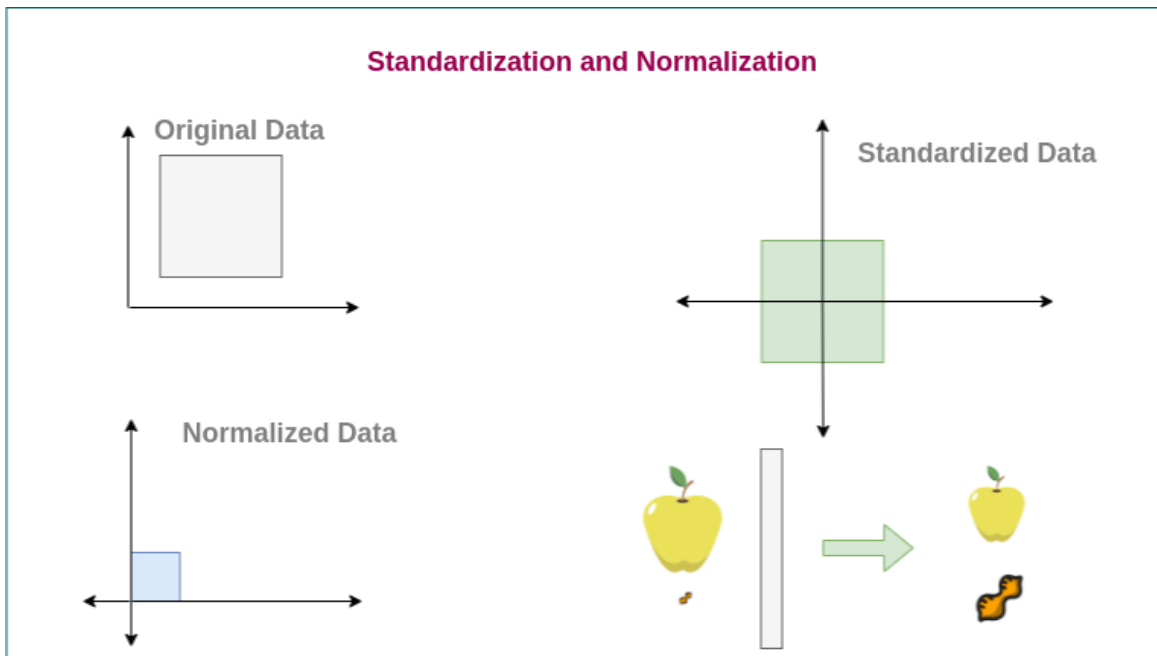 Standardization and Normalization
Original Data
Standardized Data
Normalized Data